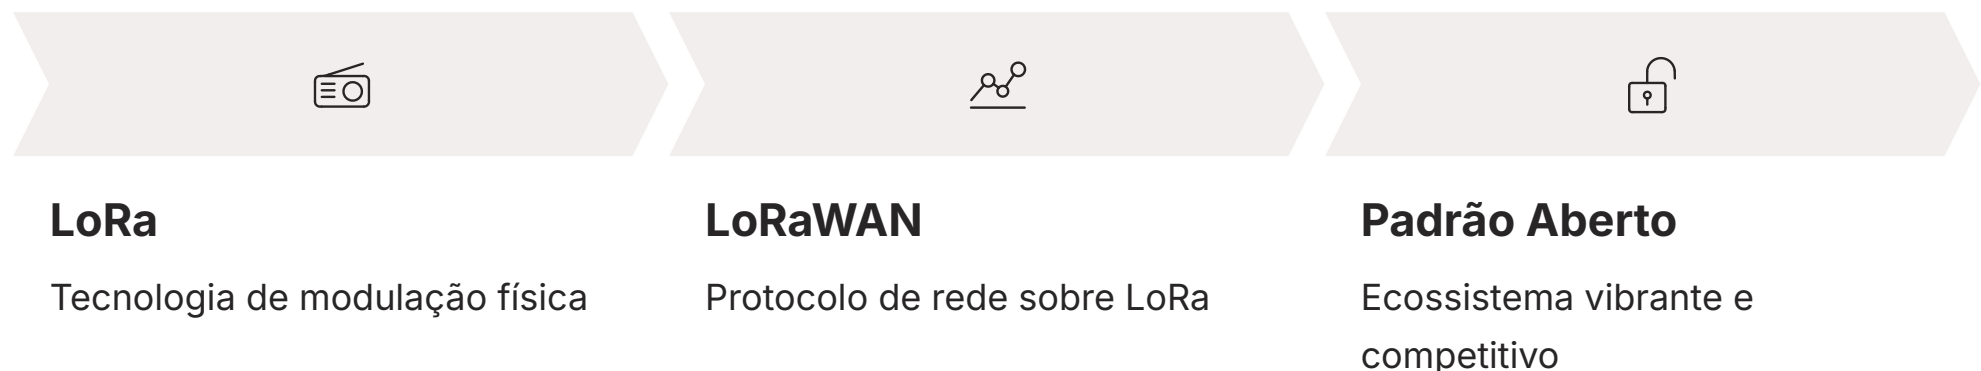 LoRa
Tecnologia de modulação física
LoRaWAN
Protocolo de rede sobre LoRa
Padrão Aberto
Ecossistema vibrante e
competitivo